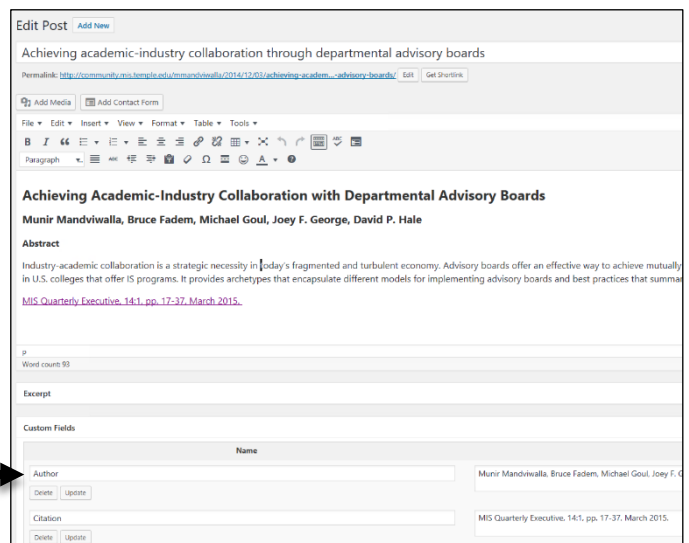 Edit Post Add New
Achieving academic-industry collaboration through departmental advisory boards
Permalink: http://community.mis.temple.edu/mmandviwalla/2014/12/03/achieving-academ...-advisory-boards/ Edit Get Shortlink
Add Media Add Contact Form
File Edit Insert View Format Table Tools
B I
Paragraph ABC Ω A
Achieving Academic-Industry Collaboration with Departmental Advisory Boards
Munir Mandviwalla, Bruce Fadem, Michael Goul, Joey F. George, David P. Hale
Abstract
Industry-academic collaboration is a strategic necessity in today's fragmented and turbulent economy. Advisory boards offer an effective way to achieve mutually
in U.S. colleges that offer IS programs. It provides archetypes that encapsulate different models for implementing advisory boards and best practices that summar
MIS Quarterly Executive, 14:1, pp. 17-37, March 2015.
p
Word count: 93
Excerpt
Custom Fields
Name
Author Munir Mandviwalla, Bruce Fadem, Michael Goul, Joey F. G
Delete Update
Citation MIS Quarterly Executive, 14:1, pp. 17-37, March 2015.
Delete Update